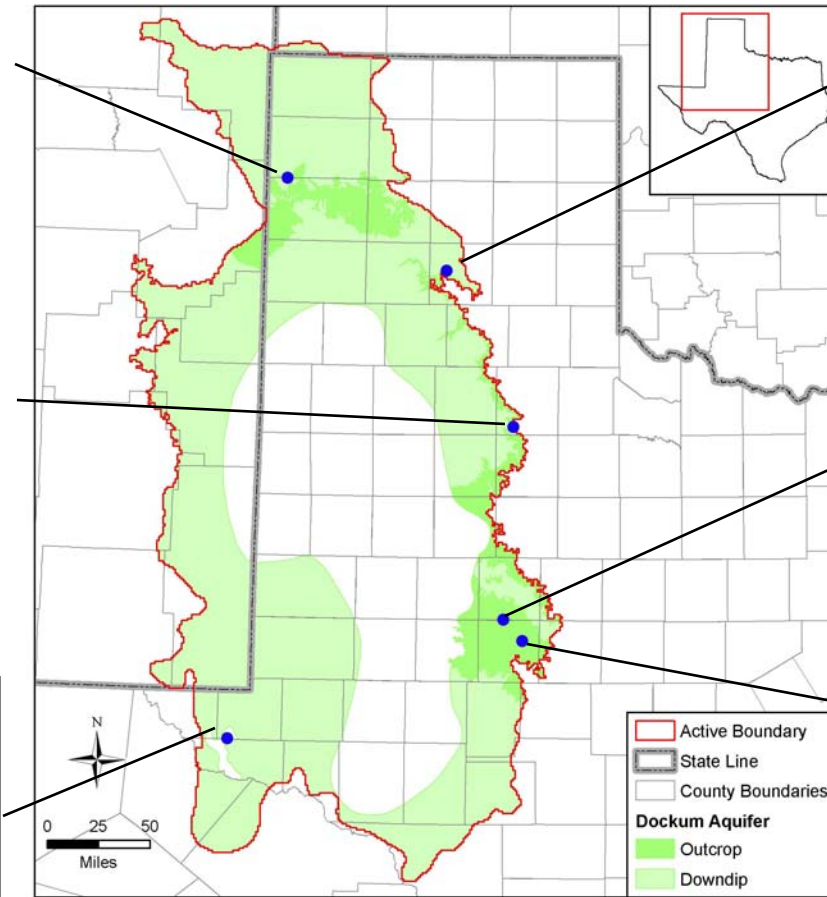 N
0 25 50
Miles
Active Boundary
State Line
County Boundaries
Dockum Aquifer
Outcrop
Downdip